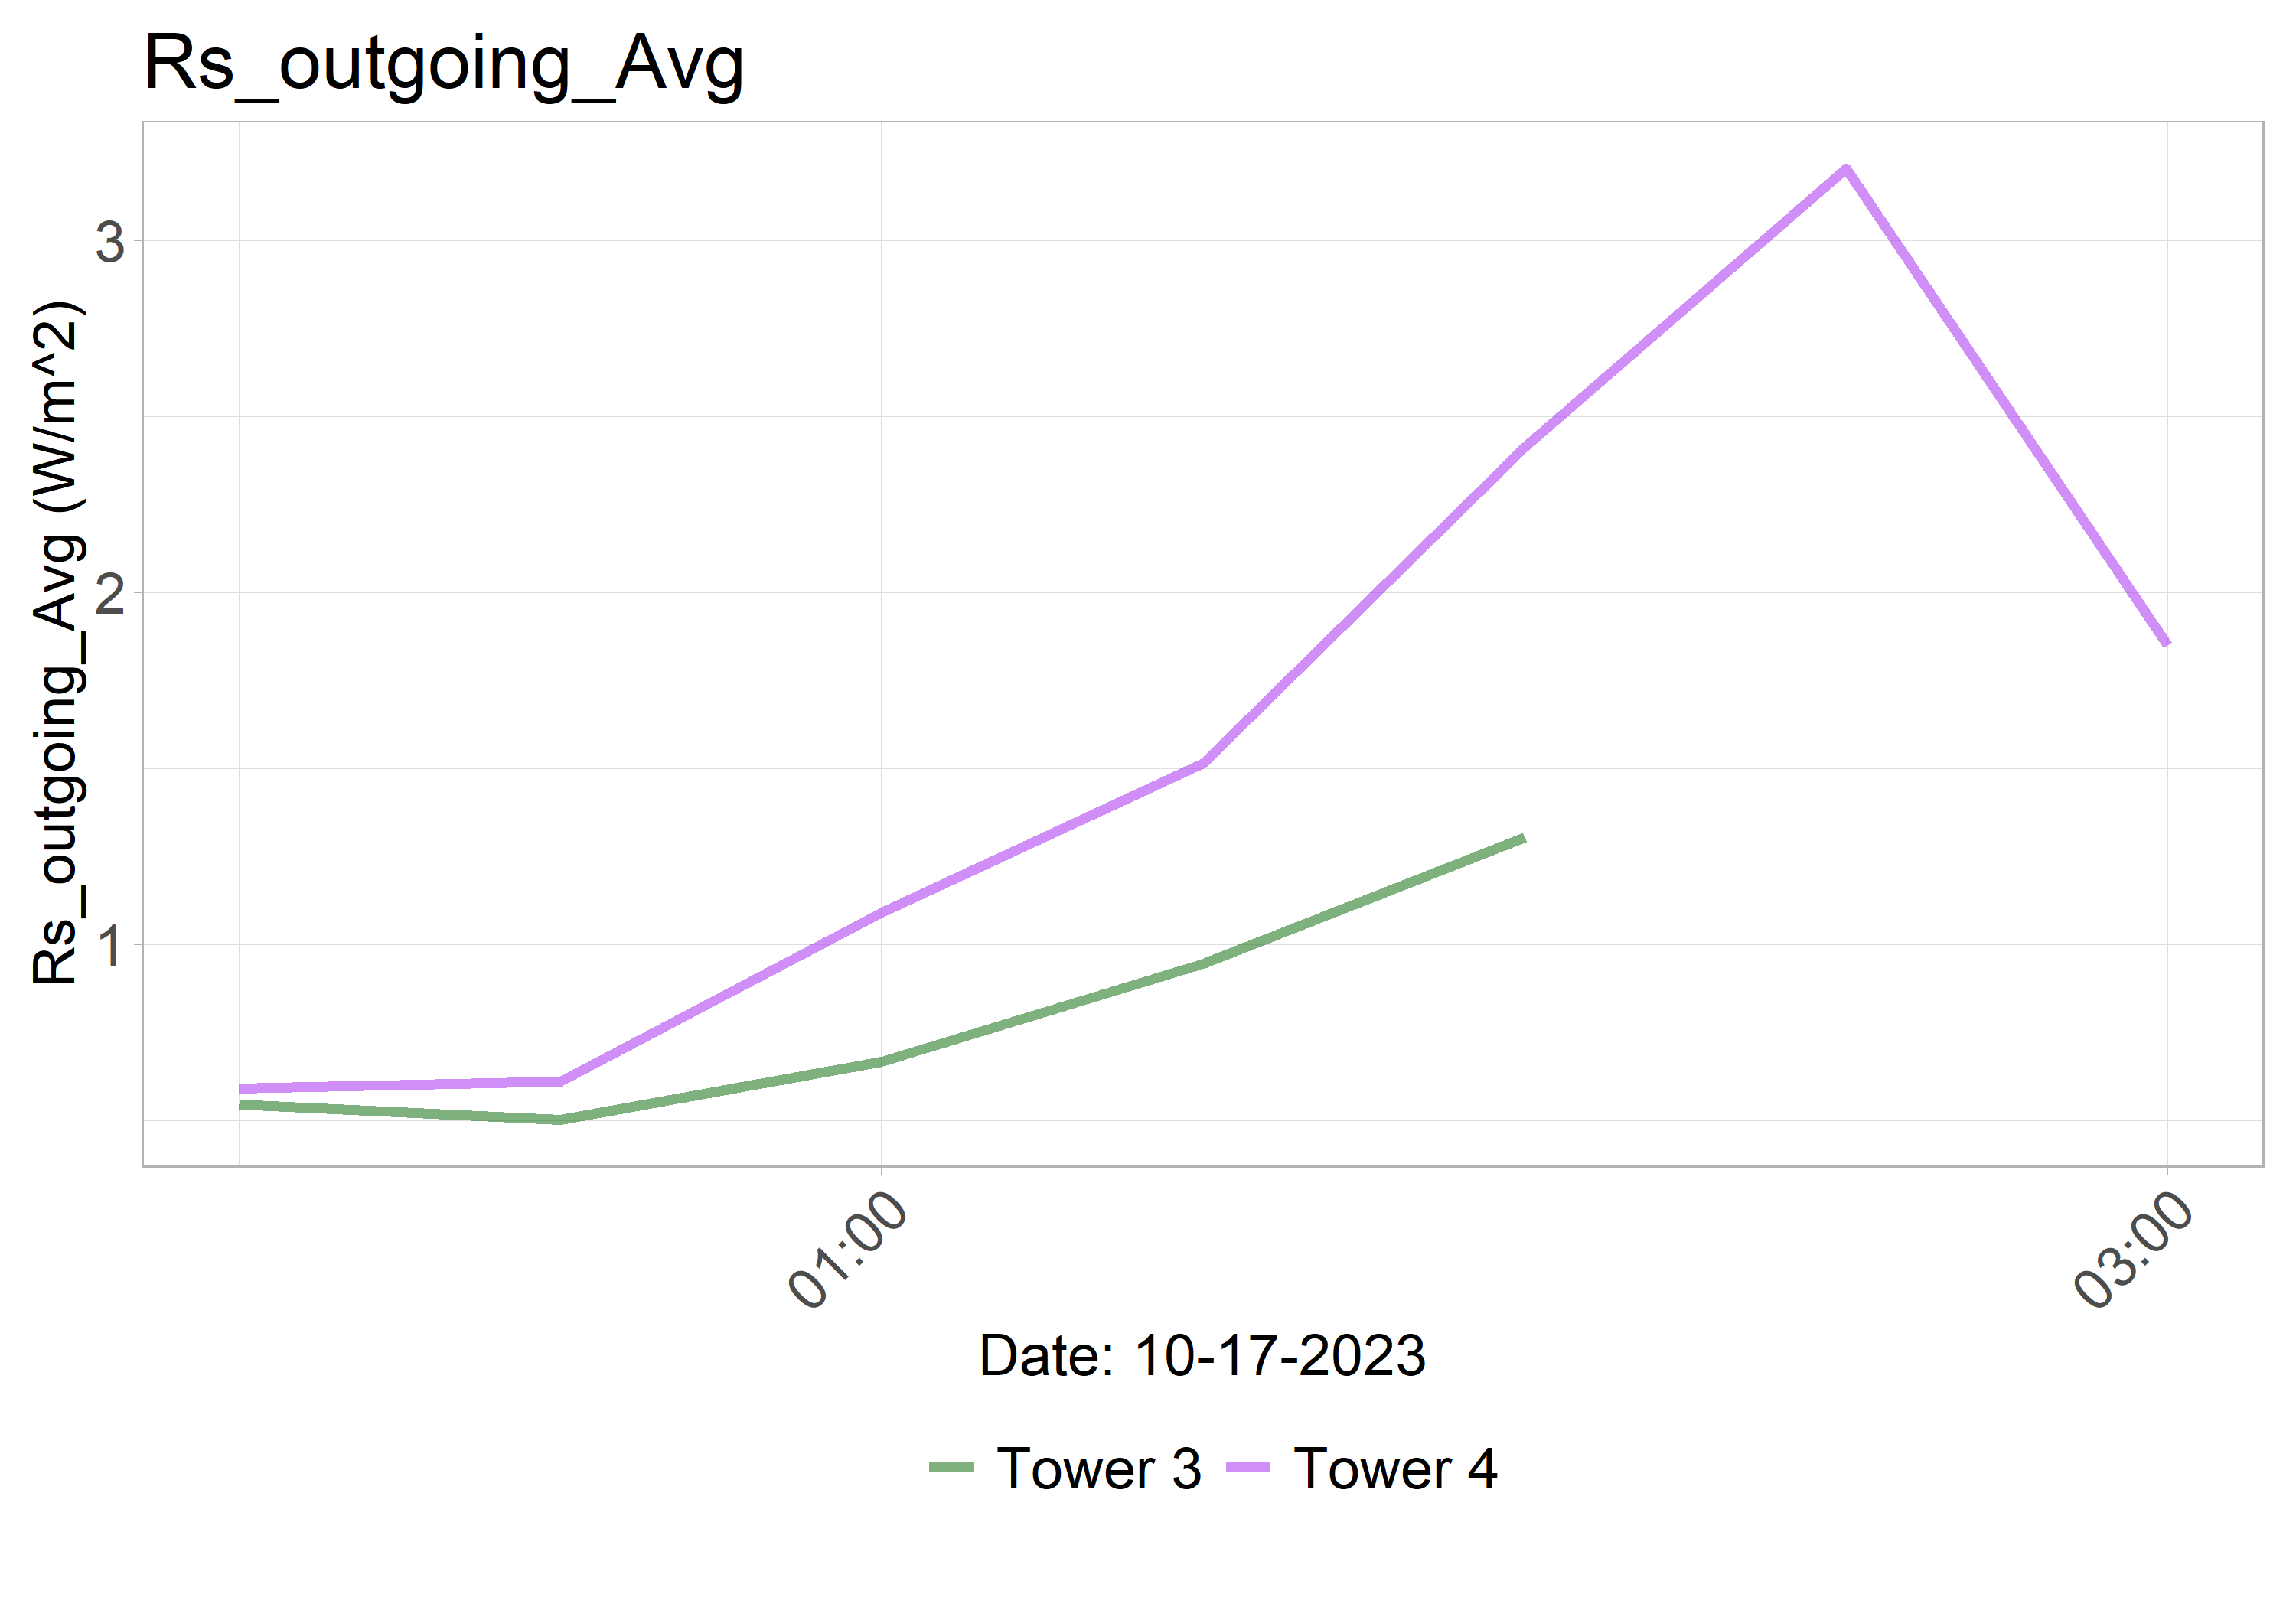 Rs_outgoing_Avg
Rs_outgoing_Avg (W/m^2)
3
2
1
01:00
03:00
Date: 10-17-2023
Tower 3
Tower 4